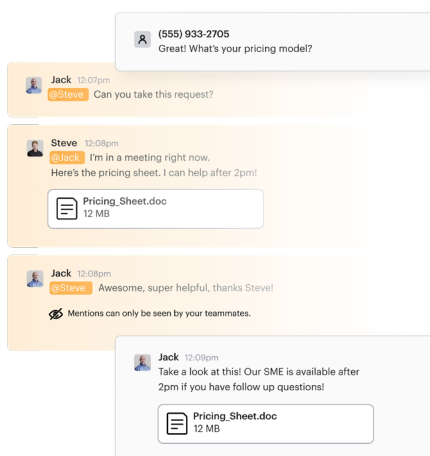 (555) 933-2705
Great! What's your pricing model?
Jack 12:07pm
@Steve Can you take this request?
Steve 12:08pm
@Jack I'm in a meeting right now.
Here's the pricing sheet. I can help after 2pm!
Pricing_Sheet.doc
12 MB
Jack 12:08pm
@Steve Awesome, super helpful, thanks Steve!
Mentions can only be seen by your teammates.
Jack 12:09pm
Take a look at this! Our SME is available after
2pm if you have follow up questions!
Pricing_Sheet.doc
12 MB